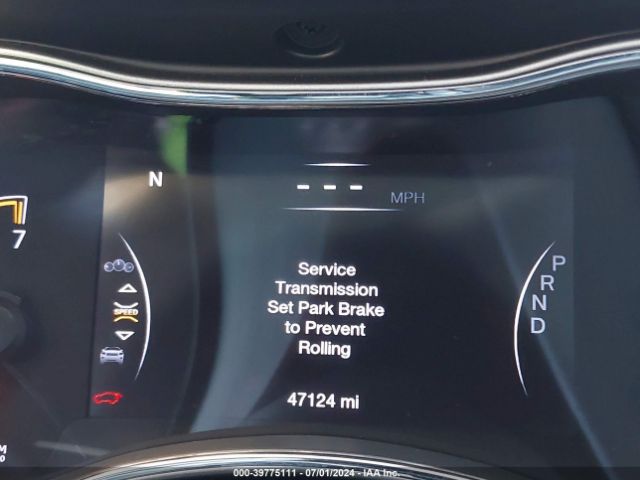 N
- - -
MPH
7
Service
Transmission
Set Park Brake
to Prevent
Rolling
SPEED
P
R
N
D
47124 mi
000-39775111 - 07/01/2024 - IAA Inc.